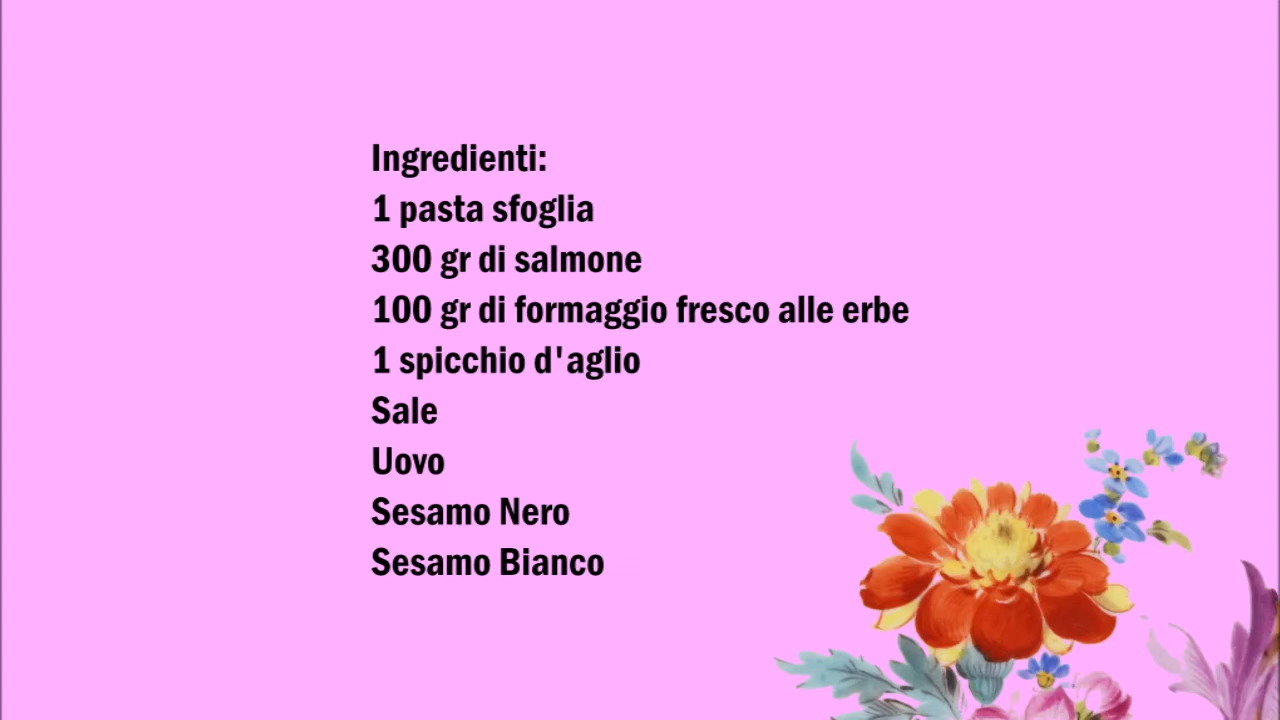 Ingredienti:
1 pasta sfoglia
300 gr di salmone
100 gr di formaggio fresco alle erbe
1 spicchio d'aglio
Sale
Uovo
Sesamo Nero
Sesamo Bianco